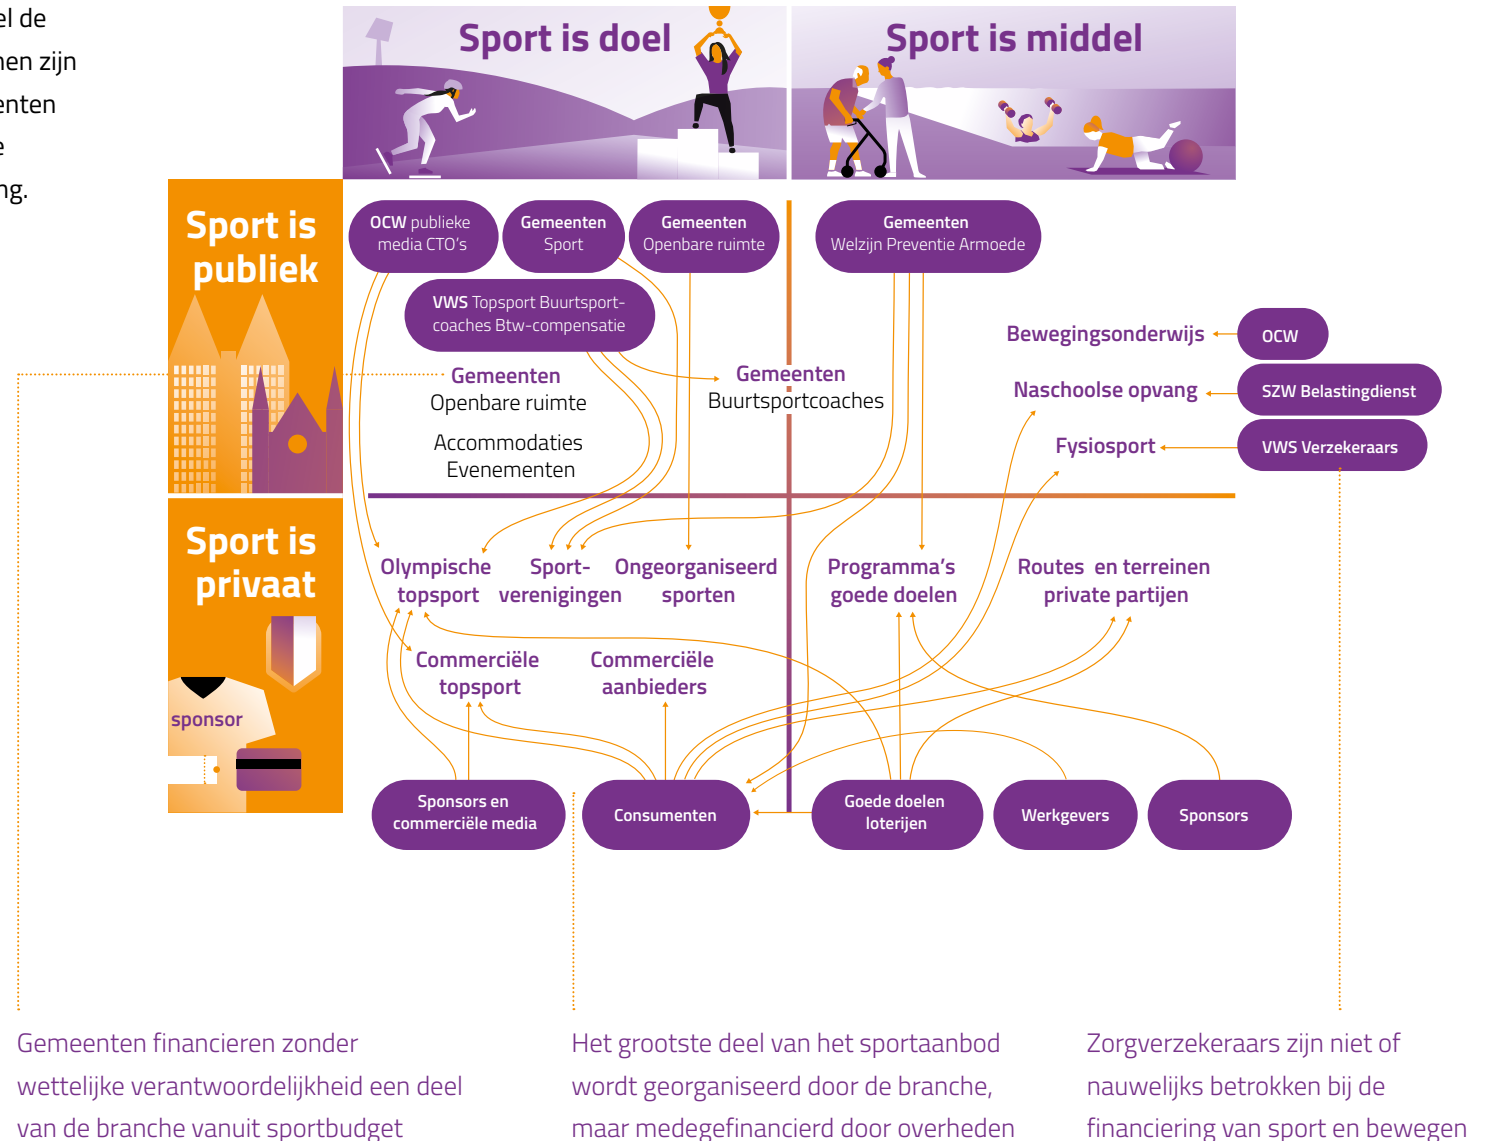 zijn
Sport is doel
Sport is middel
Sport is
publiek
OCW publieke
media CTO's
Gemeenten
Sport
Gemeenten
Openbare ruimte
Gemeenten
Welzijn Preventie Armoede
VWS Topsport Buurtsport-
coaches Btw-compensatie
Bewegingsonderwijs
OCW
Gemeenten
Openbare ruimte
Accommodaties
Evenementen
Gemeenten
Buurtsportcoaches
Naschoolse opvang
SZW Belastingdienst
Fysiosport
VWS Verzekeraars
Sport is
privaat
sponsor
Olympische
topsport
Sport-
verenigingen
Ongeorganiseerd
sporten
Programma's
goede doelen
Routes en terreinen
private partijen
Commerciële
topsport
Commerciële
aanbieders
Sponsors en
commerciële media
Consumenten
Goede doelen
loterijen
Werkgevers
Sponsors
Gemeenten financieren zonder
wettelijke verantwoordelijkheid een deel
van de branche vanuit sportbudget
Het grootste deel van het sportaanbod
wordt georganiseerd door de branche,
maar medegefinancierd door overheden
Zorgverzekeraars zijn niet of
nauwelijks betrokken bij de
financiering van sport en bewegen